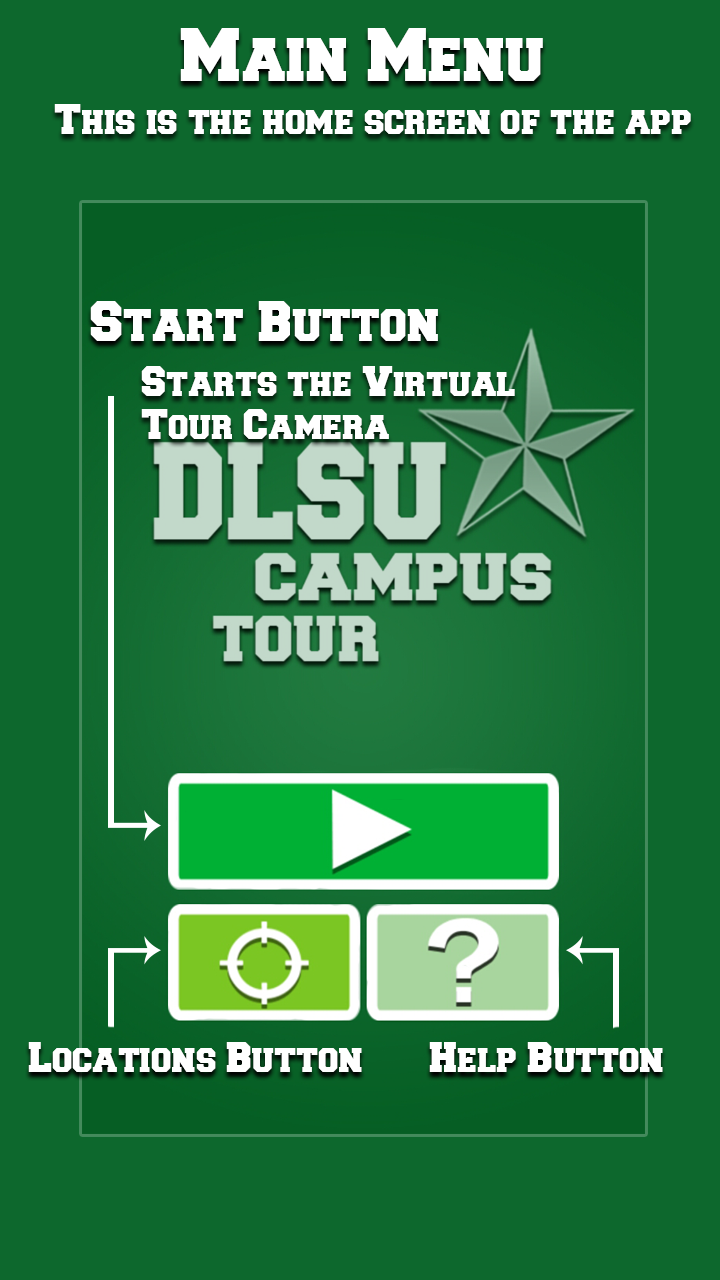 Main Menu
This is the home screen of the app
Start Button
Starts the Virtual
Tour Camera
DLSU
CAMPUS
TOUR
?
Locations Button
Help Button